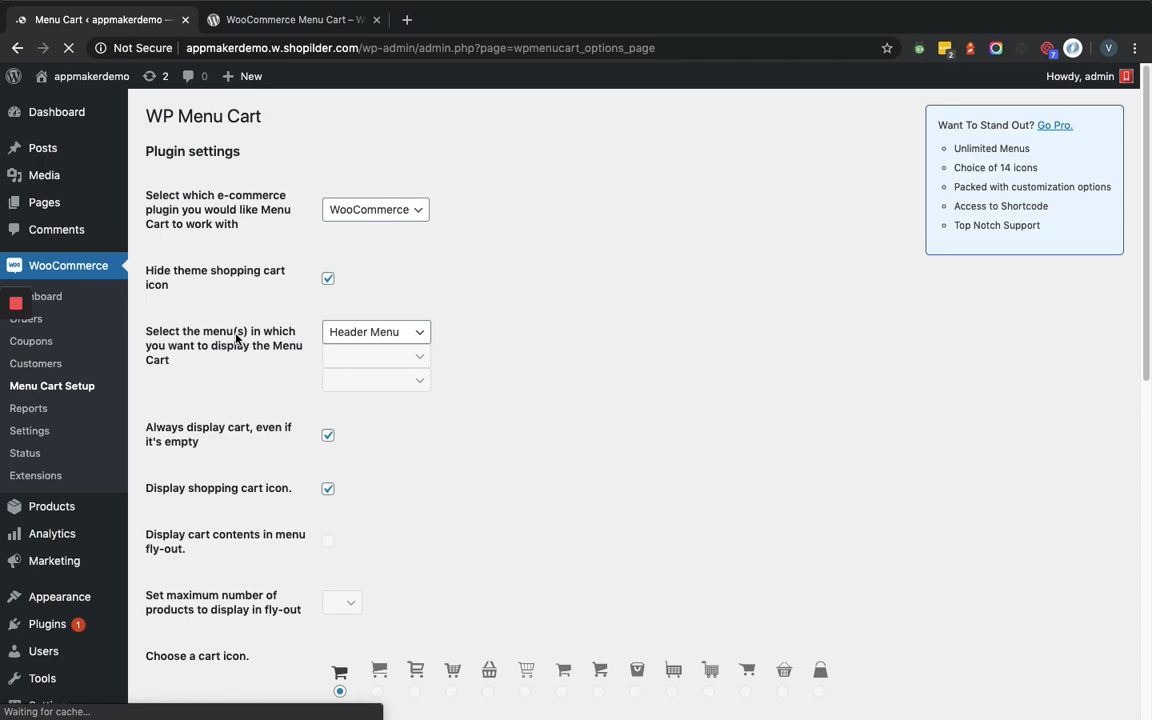 Menu Cart ‹ appmakerdemo —
WooCommerce Menu Cart – W
Not Secure
appmakerdemo.w.shopilder.com/wp-admin/admin.php?page=wpmenucart_options_page
2
7
V
appmakerdemo
2
0
New
Howdy, admin
Dashboard
Posts
Media
Pages
Comments
WooCommerce
Orders
Coupons
Customers
Menu Cart Setup
Reports
Settings
Status
Extensions
Products
Analytics
Marketing
Appearance
Plugins 1
Users
Tools
WP Menu Cart
Plugin settings
Select which e-commerce
plugin you would like Menu
Cart to work with
WooCommerce
Hide theme shopping cart
icon
Select the menu(s) in which
you want to display the Menu
Cart
Header Menu
Always display cart, even if
it's empty
Display shopping cart icon.
Display cart contents in menu
fly-out.
Set maximum number of
products to display in fly-out
Choose a cart icon.
Want To Stand Out? Go Pro.
Unlimited Menus
Choice of 14 icons
Packed with customization options
Access to Shortcode
Top Notch Support
Waiting for cache...